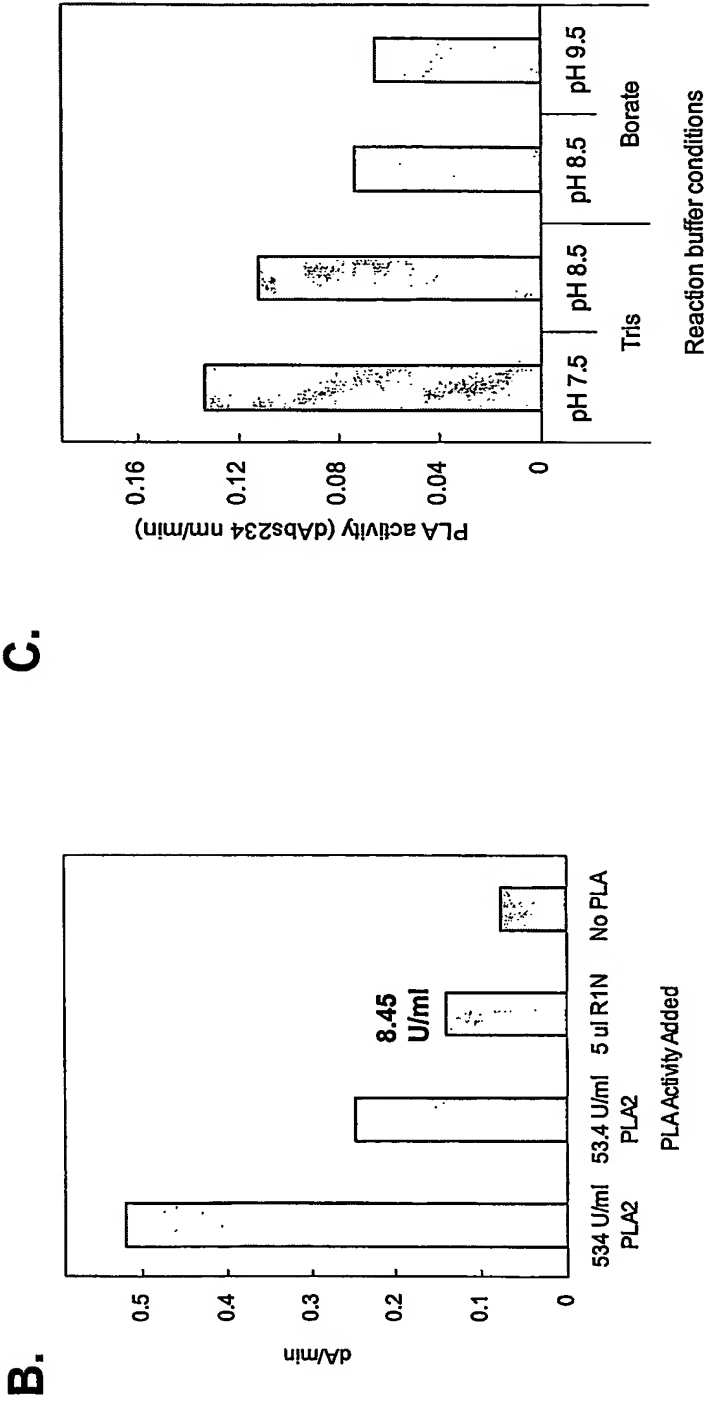 B.
dA/min
0.5
0.4
0.3
0.2
0.1
0
8.45
U/ml
534 U/ml 53.4 U/ml 5 ul R1N No PLA
PLA2 PLA2
PLA Activity Added
C.
PLA activity (dAbs234 nm/min)
0.16
0.12
0.08
0.04
0
pH 7.5 pH 8.5 pH 8.5 pH 9.5
Tris Borate
Reaction buffer conditions